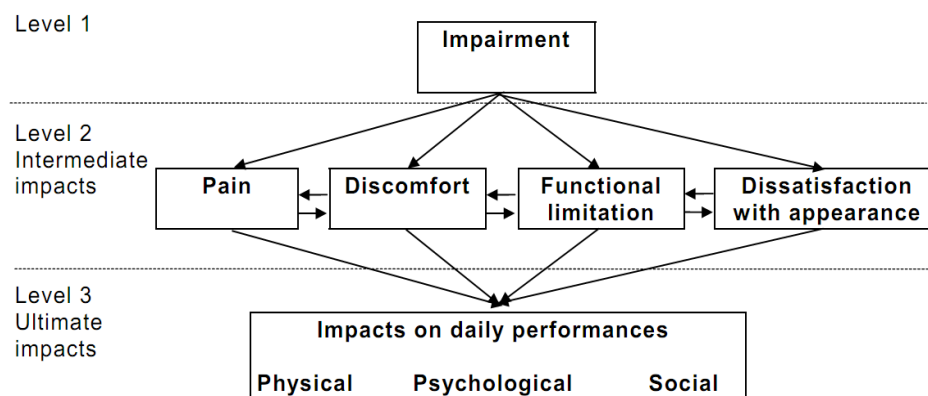 Level 1
Impairment
Level 2
Intermediate
impacts
Pain
Discomfort
Functional
limitation
Dissatisfaction
with appearance
Level 3
Ultimate
impacts
Impacts on daily performances
Physical Psychological Social